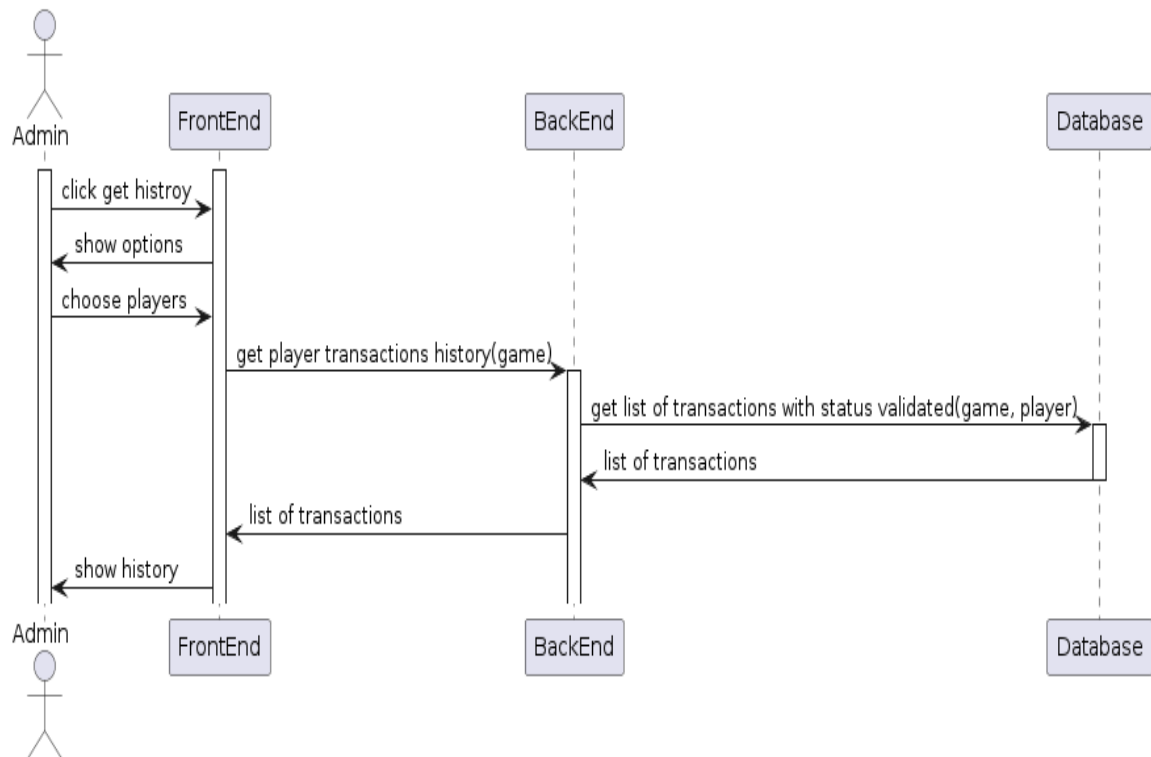 Admin
FrontEnd
BackEnd
Database
click get histroy
show options
choose players
get player transactions history(game)
get list of transactions with status validated(game, player)
list of transactions
list of transactions
show history
Admin
FrontEnd
BackEnd
Database